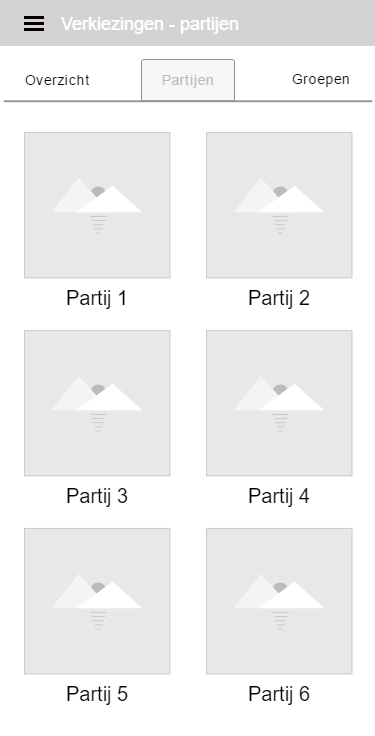 Verkiezingen - partijen
Overzicht
Partijen
Groepen
Partij 1
Partij 2
Partij 3
Partij 4
Partij 5
Partij 6